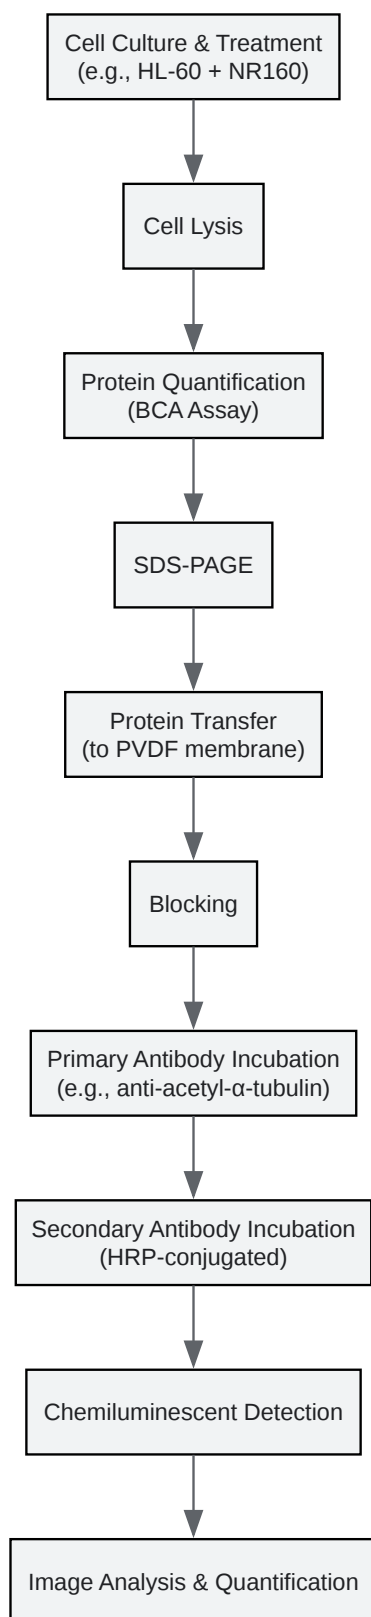 Cell Culture & Treatment
(e.g., HL-60 + NR160)
Cell Lysis
Protein Quantification
(BCA Assay)
SDS-PAGE
Protein Transfer
(to PVDF membrane)
Blocking
Primary Antibody Incubation
(e.g., anti-acetyl-α-tubulin)
Secondary Antibody Incubation
(HRP-conjugated)
Chemiluminescent Detection
Image Analysis & Quantification